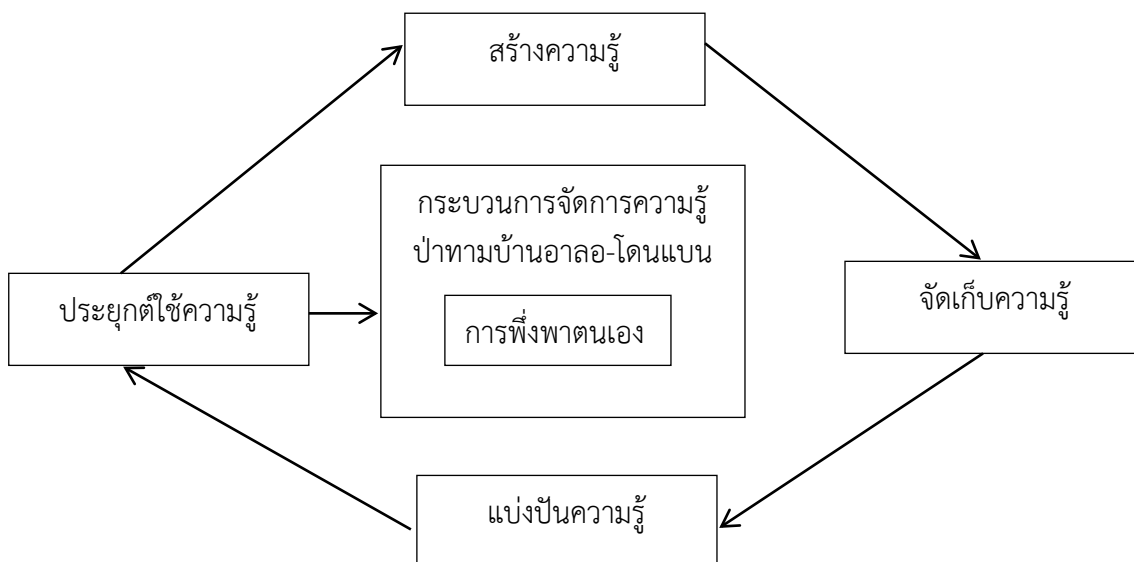 สร้างความรู้
กระบวนการจัดการความรู้
ป่าทามบ้านอาลอ-โดนแบน
การพึ่งพาตนเอง
ประยุกต์ใช้ความรู้
จัดเก็บความรู้
แบ่งปันความรู้